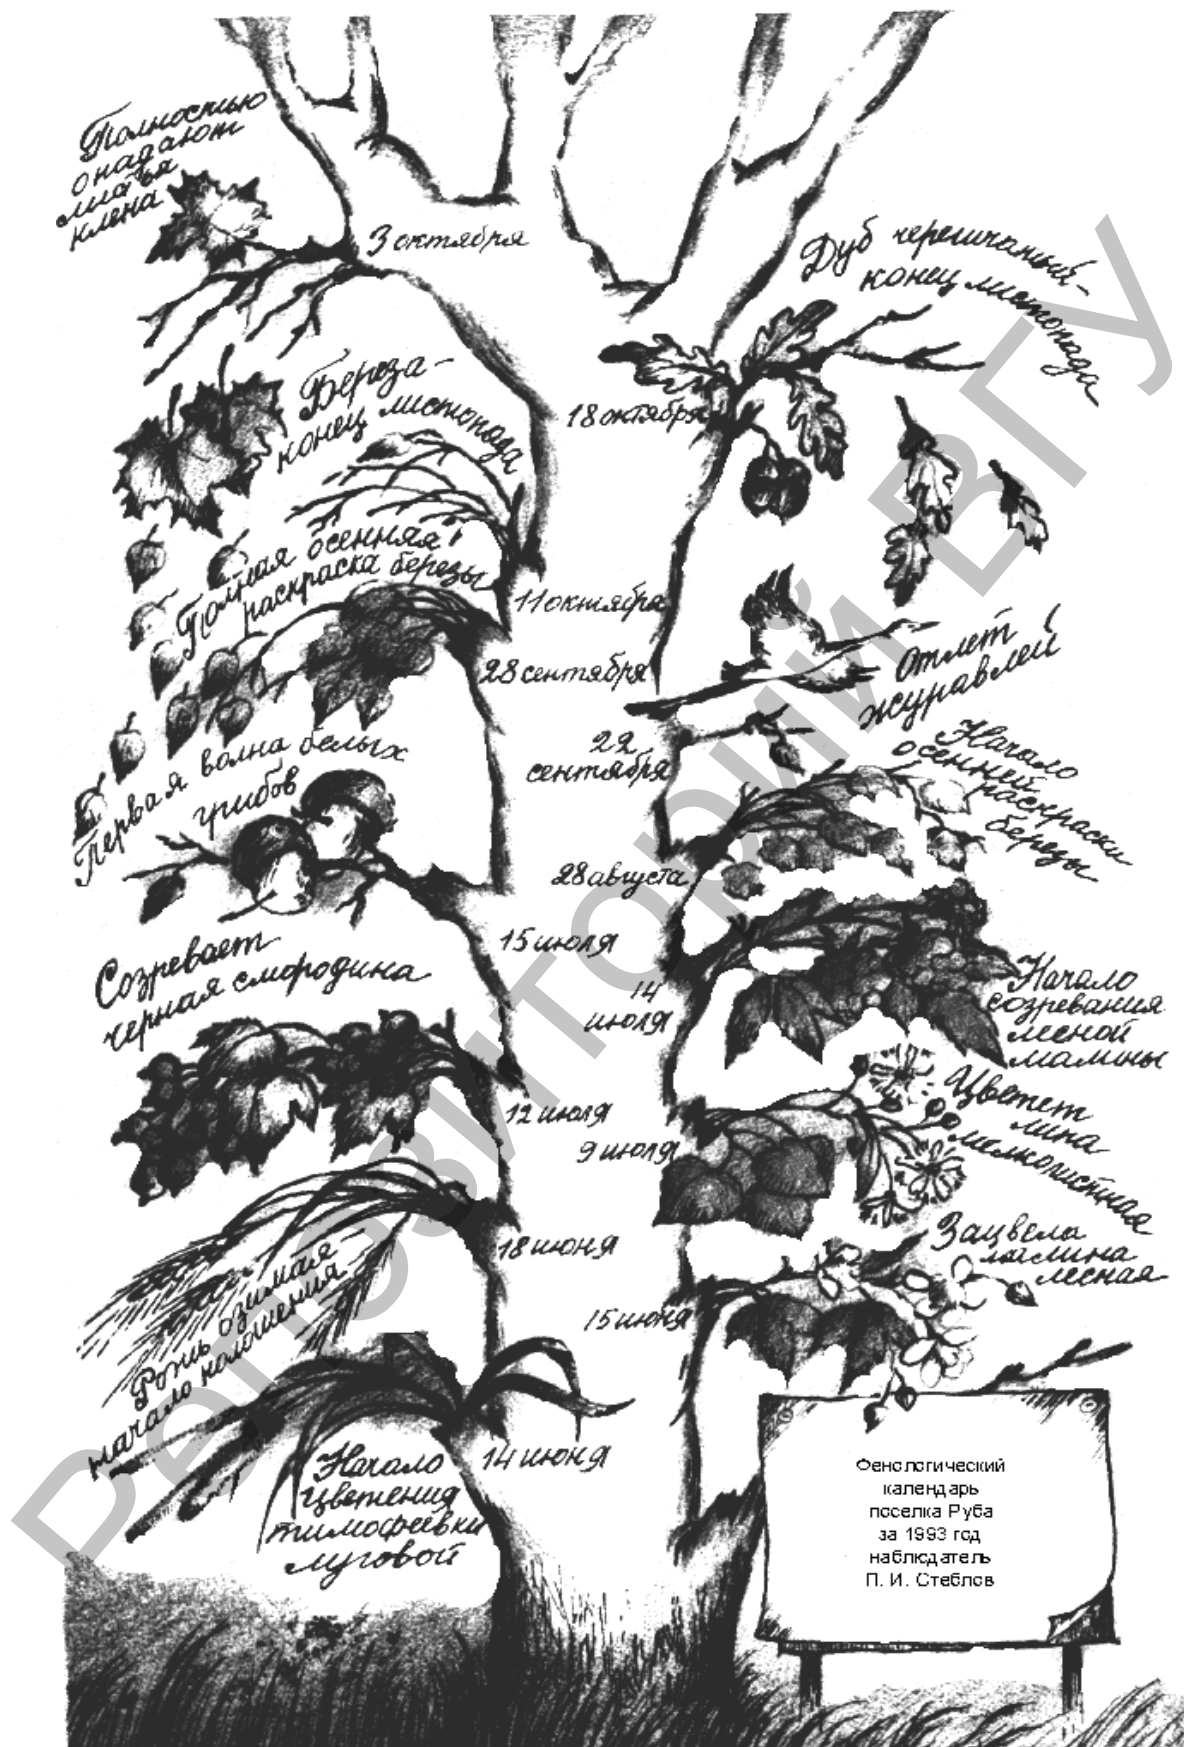 Полностью
опадают
листья
клена
3 октября
Дуб черешчатый-
конец листопада
18 октября
Береза-
конец листопада
11 октября
Полная осенняя
раскраска березы
28 сентября
Отлет
журавлей
22
сентября
Начало
осенней
раскраски
березы
28 августа
Первая волна белых
грибов
15 июля
Начало
созревания
лесной
малины
14
июля
Созревает
черная смородина
12 июля
Цветет
липа
мелколистная
9 июля
Рожь озимая
начало колошения
18 июня
Зацвела
малина
лесная
15 июня
Начало
цветения
тимофеевки
луговой
14 июня
Фенологический
календарь
поселка Руба
за 1993 год
наблюдатель
П. И. Стеблов
Репозиторий ВГУ